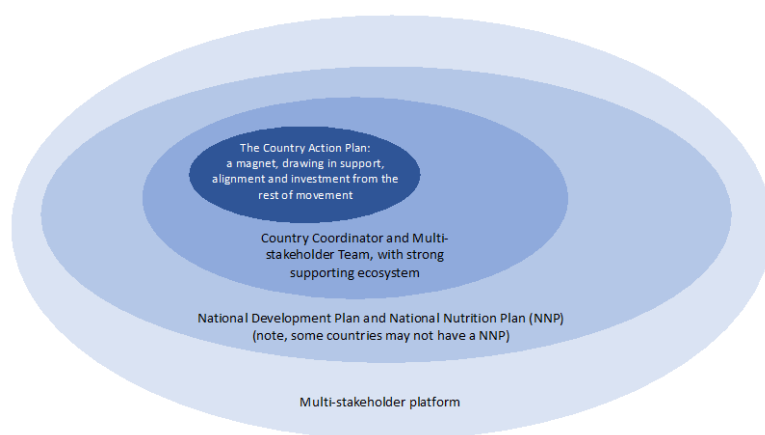 The Country Action Plan:
a magnet, drawing in support,
alignment and investment from the
rest of movement
Country Coordinator and Multi-
stakeholder Team, with strong
supporting ecosystem
National Development Plan and National Nutrition Plan (NNP)
(note, some countries may not have a NNP)
Multi-stakeholder platform